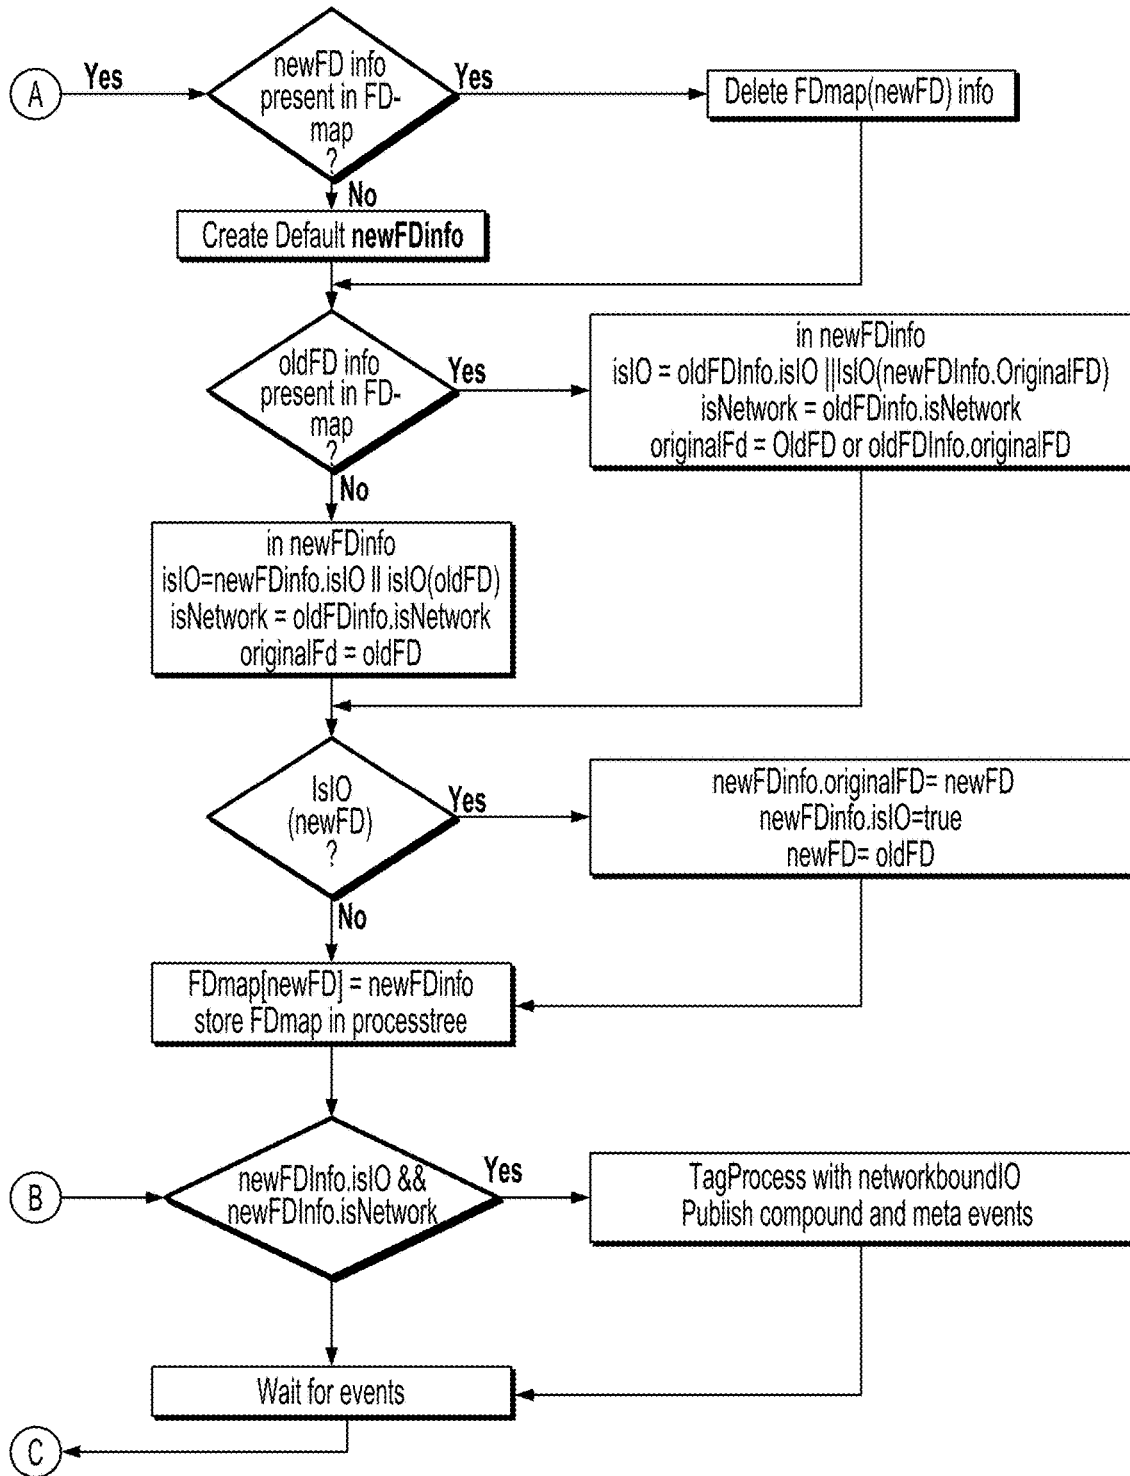 A
Yes
newFD info
present in FD-
map
?
Yes
Delete FDmap(newFD) info
No
Create Default newFDinfo
oldFD info
present in FD-
map
?
Yes
in newFDinfo
isIO = oldFDInfo.isIO ||IsIO(newFDInfo.OriginalFD)
isNetwork = oldFDinfo.isNetwork
originalFd = OldFD or oldFDInfo.originalFD
No
in newFDinfo
isIO=newFDinfo.isIO || isIO(oldFD)
isNetwork = oldFDinfo.isNetwork
originalFd = oldFD
IsIO
(newFD)
?
Yes
newFDinfo.originalFD= newFD
newFDinfo.isIO=true
newFD= oldFD
No
FDmap[newFD] = newFDinfo
store FDmap in processtree
B
newFDInfo.isIO &&
newFDInfo.isNetwork
Yes
TagProcess with networkboundIO
Publish compound and meta events
Wait for events
C